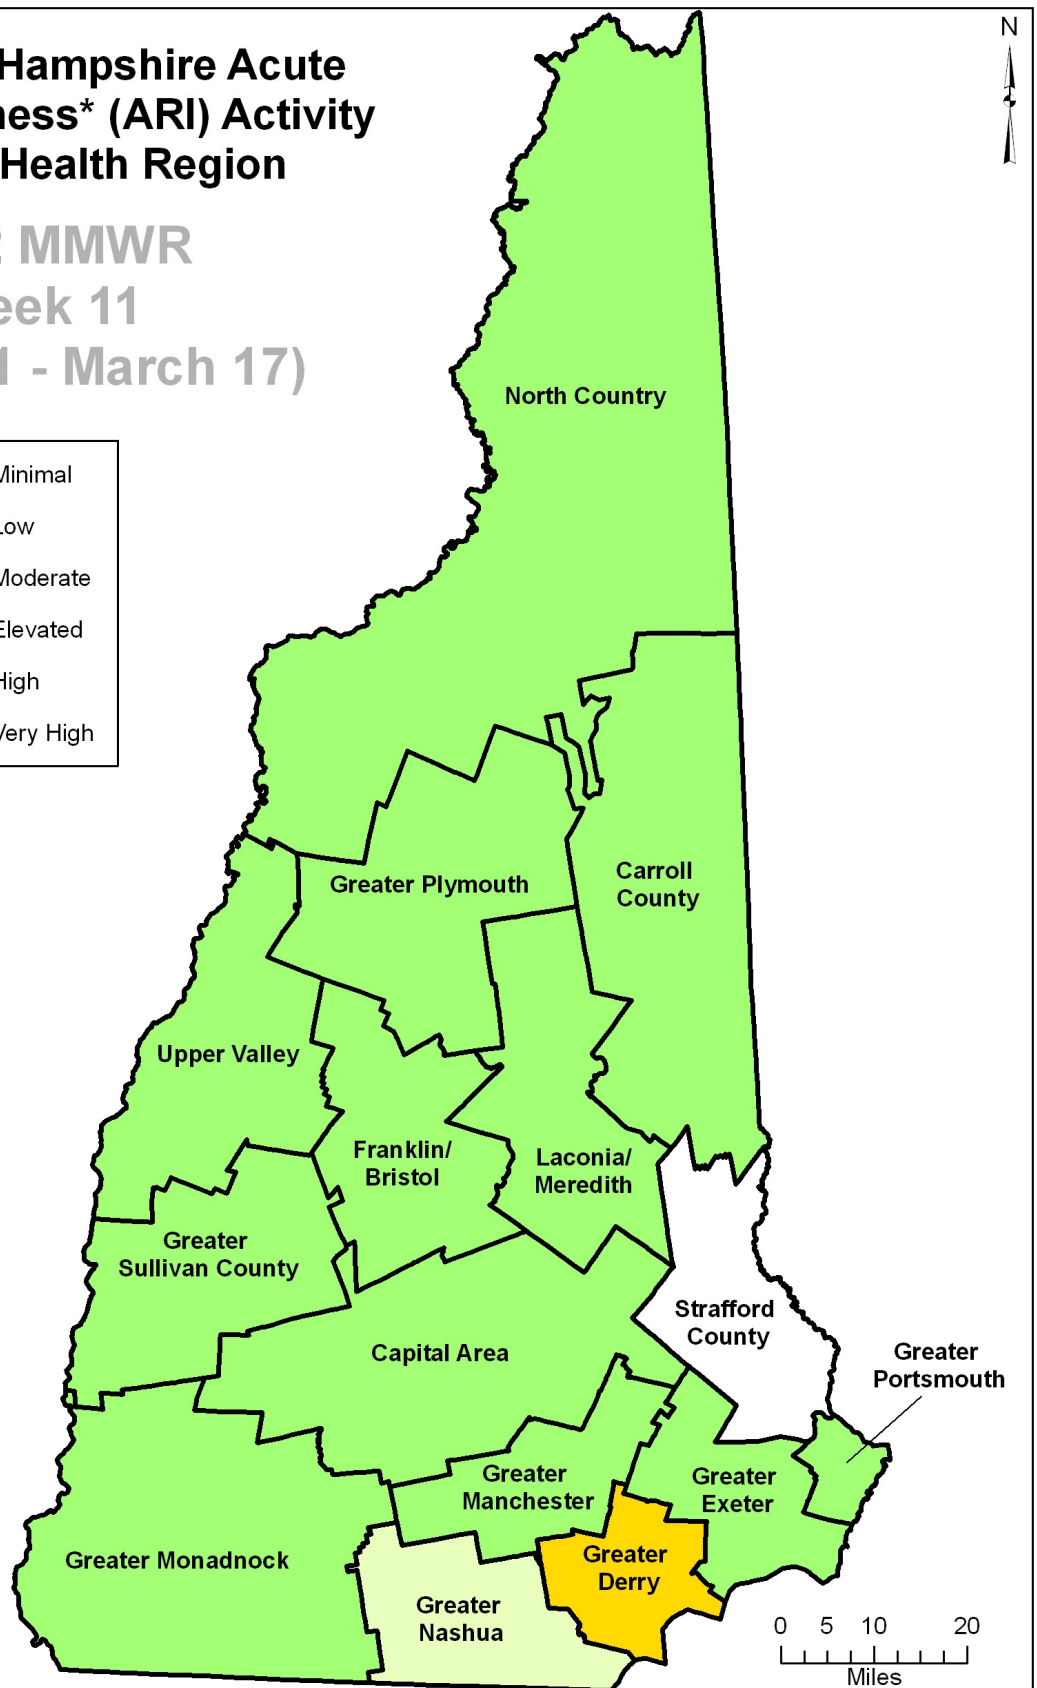 Hampshire Acute
ness* (ARI) Activity
Health Region
MMWR
eek 11
1 - March 17)
Minimal
Low
Moderate
Elevated
High
Very High
N
North Country
Greater Plymouth
Carroll
County
Upper Valley
Franklin/
Bristol
Laconia/
Meredith
Greater
Sullivan County
Strafford
County
Capital Area
Greater
Portsmouth
Greater
Manchester
Greater
Exeter
Greater Monadnock
Greater
Derry
Greater
Nashua
0 5 10 20
Miles